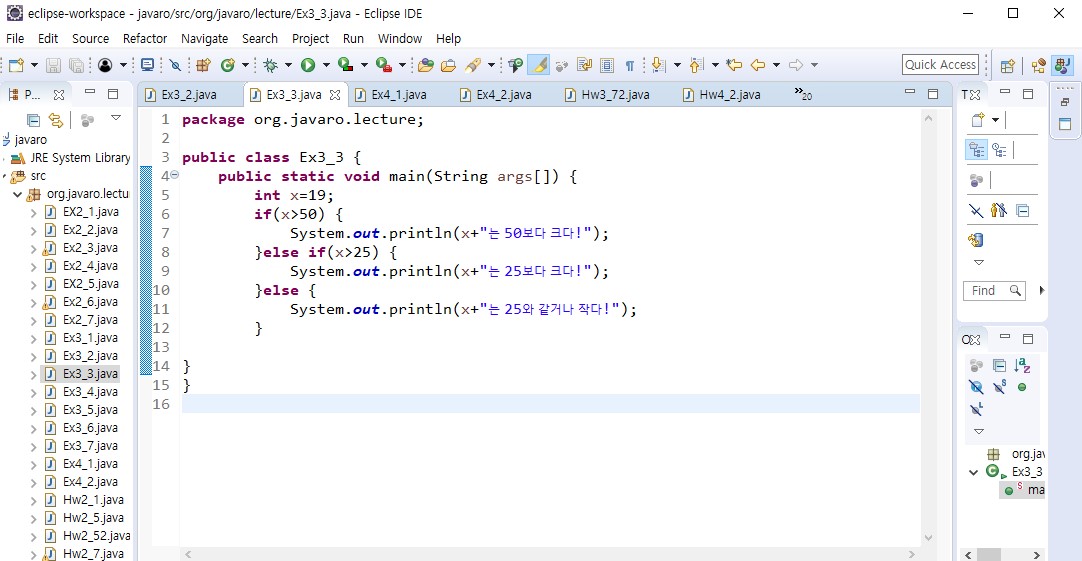 eclipse-workspace - javaro/src/org/javaro/lecture/Ex3_3.java - Eclipse IDE
File Edit Source Refactor Navigate Search Project Run Window Help
Quick Access
P...
javaro
JRE System Library
src
org.javaro.lectu
EX2_1.java
Ex2_2.java
Ex2_3.java
Ex2_4.java
Ex2_5.java
Ex2_6.java
Ex2_7.java
Ex3_1.java
Ex3_2.java
Ex3_3.java
Ex3_4.java
Ex3_5.java
Ex3_6.java
Ex3_7.java
Ex4_1.java
Ex4_2.java
Hw2_1.java
Hw2_5.java
Hw2_52.java
Hw2_7.java
Ex3_2.java Ex3_3.java Ex4_1.java Ex4_2.java Hw3_72.java Hw4_2.java »20
1 package org.javaro.lecture;
2
3 public class Ex3_3 {
4 public static void main(String args[]) {
5 int x=19;
6 if(x>50) {
7 System.out.println(x+"는 50보다 크다!");
8 }else if(x>25) {
9 System.out.println(x+"는 25보다 크다!");
10 }else {
11 System.out.println(x+"는 25와 같거나 작다!");
12 }
13
14 }
15 }
16
T
Find
O
org.jav
Ex3_3
S ma